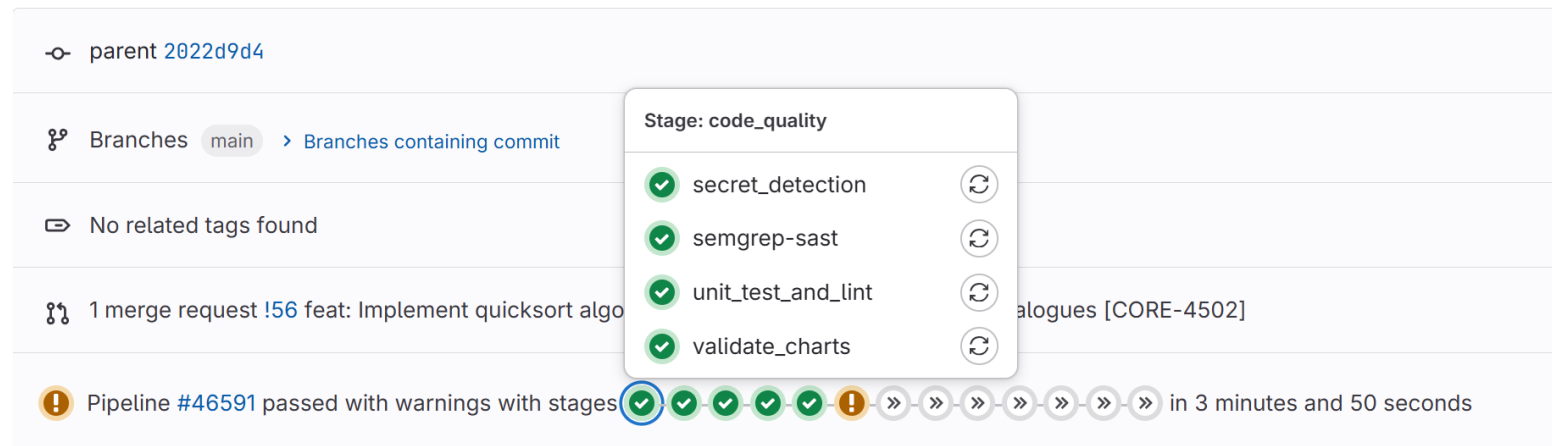 parent 2022d9d4
Branches main Branches containing commit
No related tags found
1 merge request !56 feat: Implement quicksort algo
alogues [CORE-4502]
Stage: code_quality
secret_detection
semgrep-sast
unit_test_and_lint
validate_charts
Pipeline #46591 passed with warnings with stages in 3 minutes and 50 seconds